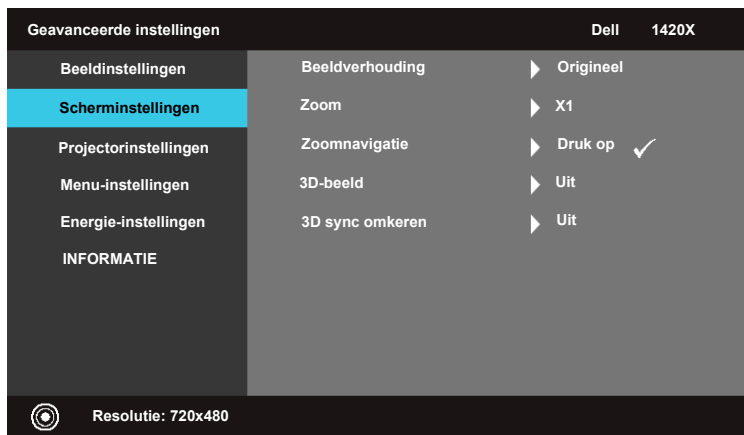 Geavanceerde instellingen Dell 1420X
Beeldinstellingen Beeldverhouding Origineel
Scherminstellingen Zoom X1
Projectorinstellingen Zoomnavigatie Druk op
Menu-instellingen 3D-beeld Uit
Energie-instellingen 3D sync omkeren Uit
INFORMATIE
Resolutie: 720x480